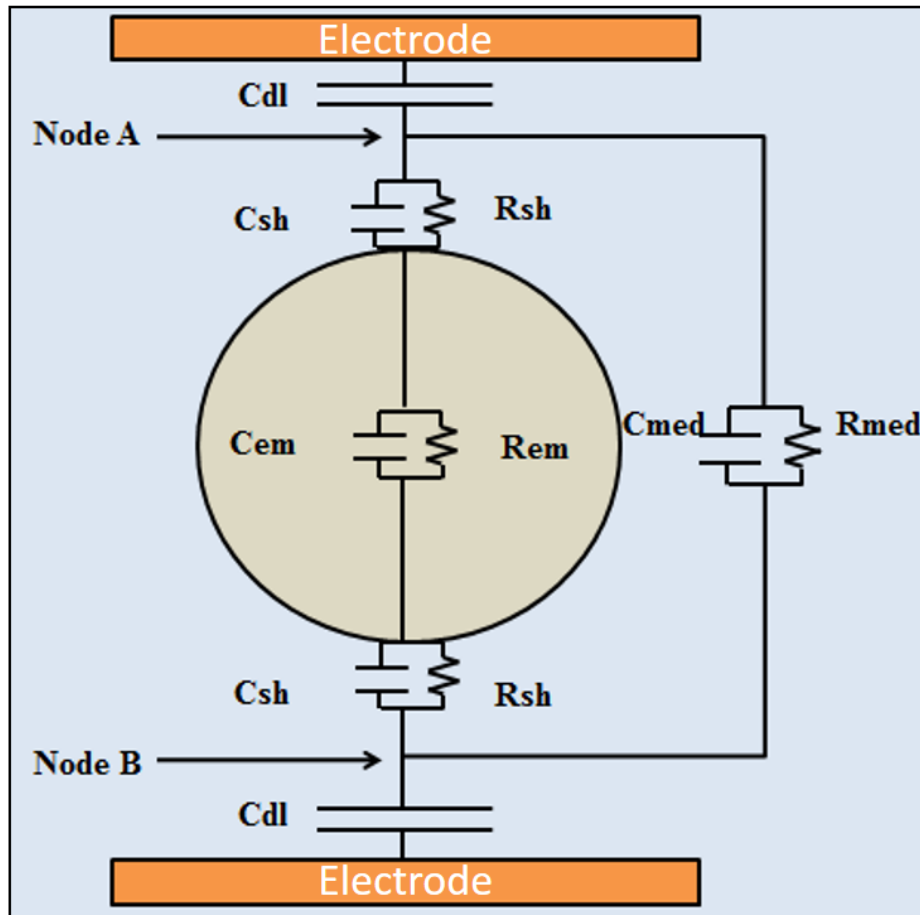 Electrode
Cdl
Node A
Csh
Rsh
Cem
Rem
Cmed
Rmed
Csh
Rsh
Node B
Cdl
Electrode